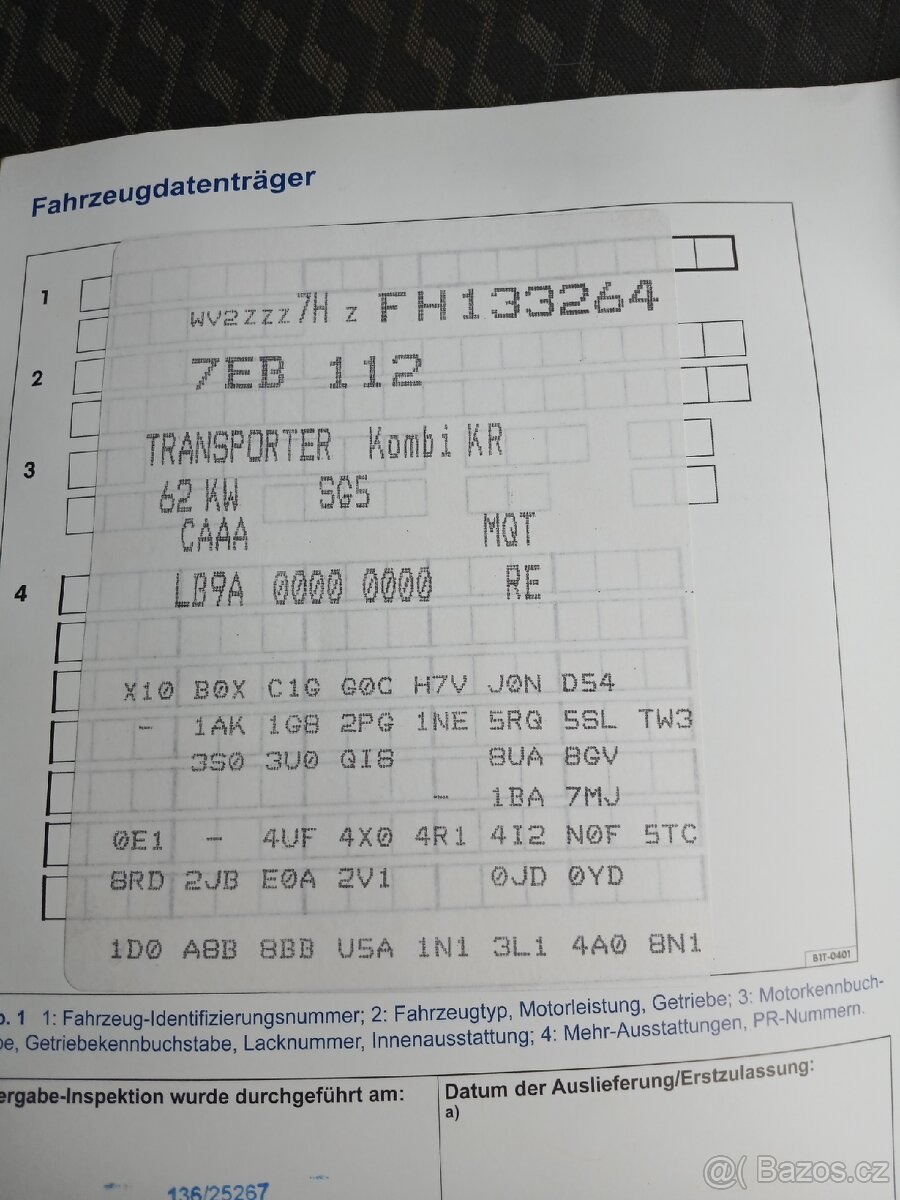 Fahrzeugdatenträger
1
WV2ZZZ7H Z FH133264
2
7EB 112
3
TRANSPORTER Kombi KR
62 KW SG5
CAAA MQT
4
LB9A 0000 0000 RE
X10 B0X C1G G0C H7V J0N D54
- 1AK 1G8 2PG 1NE 5RQ 5SL TW3
3S0 3U0 QI8 8UA 8GV
- 1BA 7MJ
0E1 - 4UF 4X0 4R1 4I2 N0F 5TC
8RD 2JB E0A 2V1 0JD 0YD
1D0 A8B 8BB U5A 1N1 3L1 4A0 8N1
B1T-0401
b. 1 1: Fahrzeug-Identifizierungsnummer; 2: Fahrzeugtyp, Motorleistung, Getriebe; 3: Motorkennbuch-
be, Getriebekennbuchstabe, Lacknummer, Innenausstattung; 4: Mehr-Ausstattungen, PR-Nummern.
ergabe-Inspektion wurde durchgeführt am:
Datum der Auslieferung/Erstzulassung:
a)
136/25267
@( Bazos.cz